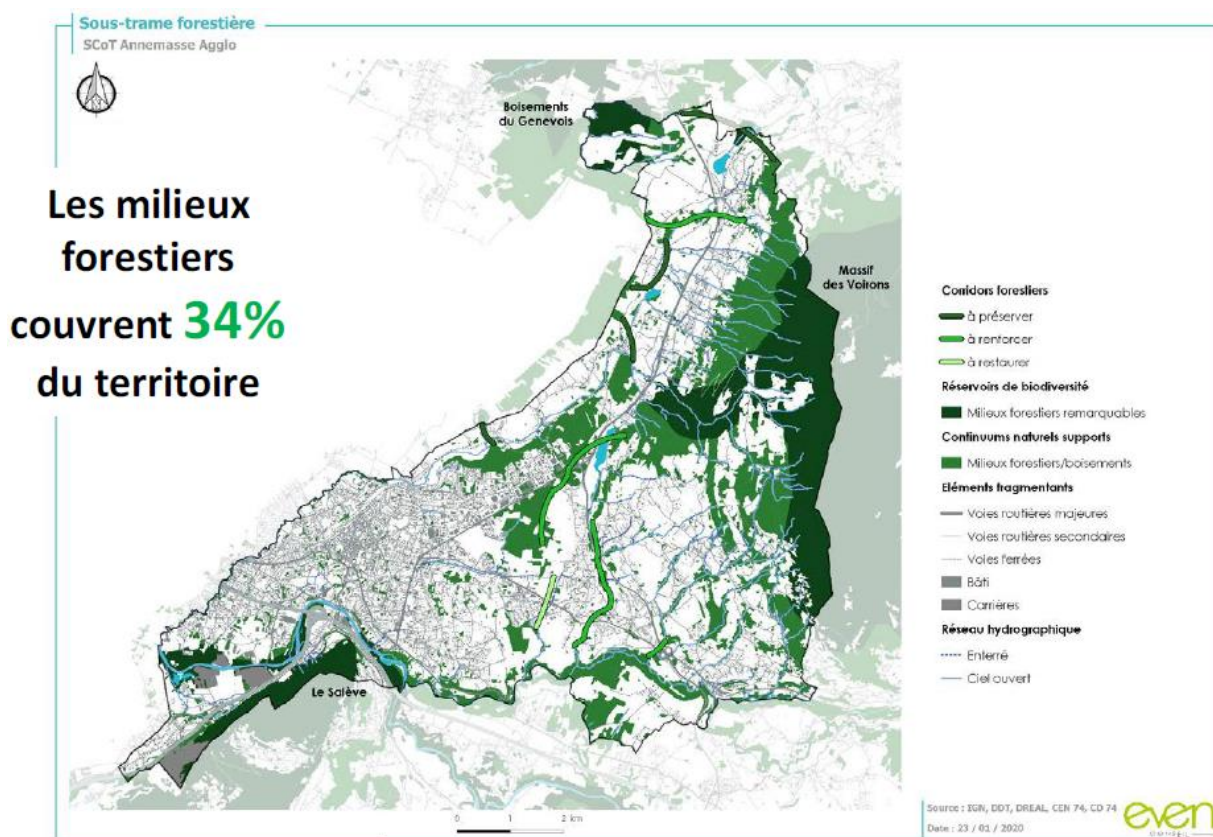 Sous-trame forestière
SCoT Annemasse Agglo
N
Les milieux
forestiers
couvrent 34%
du territoire
Boisements
du Genevois
Massif
des Voirons
Le Salève
Corridors forestiers
à préserver
à renforcer
à restaurer
Réservoirs de biodiversité
Milieux forestiers remarquables
Continuums naturels supports
Milieux forestiers/boisements
Eléments fragmentants
Voies routières majeures
Voies routières secondaires
Voies ferrées
Bâti
Carrières
Réseau hydrographique
Enterré
Ciel ouvert
0 1 2 km
Source : IGN, DDT, DREAL, CEN 74, CD 74
Date : 23 / 01 / 2020
even
CONSEIL